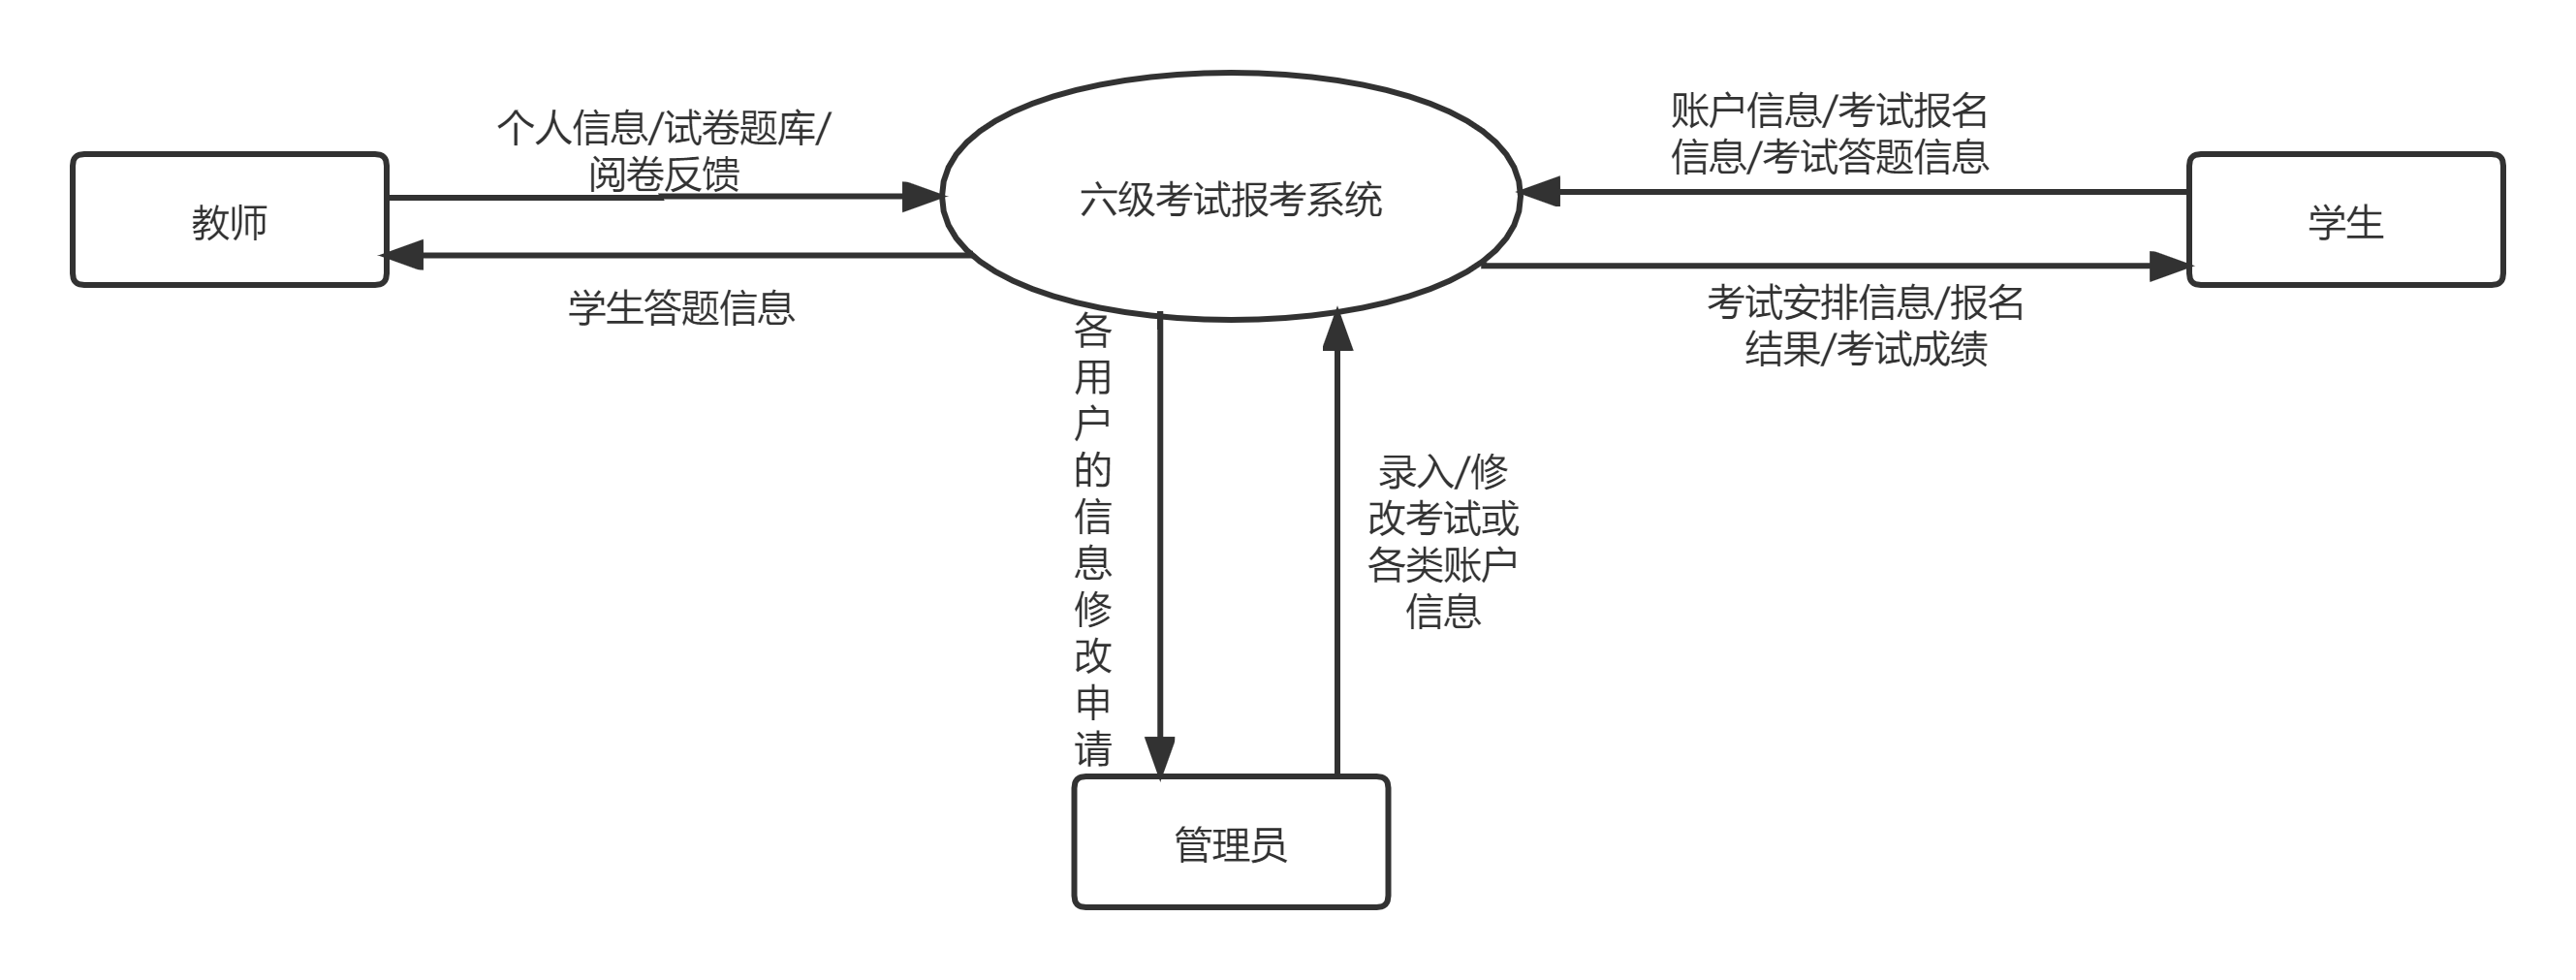 个人信息/试卷题库/
阅卷反馈
教师
学生答题信息
六级考试报考系统
账户信息/考试报名
信息/考试答题信息
学生
考试安排信息/报名
结果/考试成绩
各
用
户
的
信
息
修
改
申
请
录入/修
改考试或
各类账户
信息
管理员